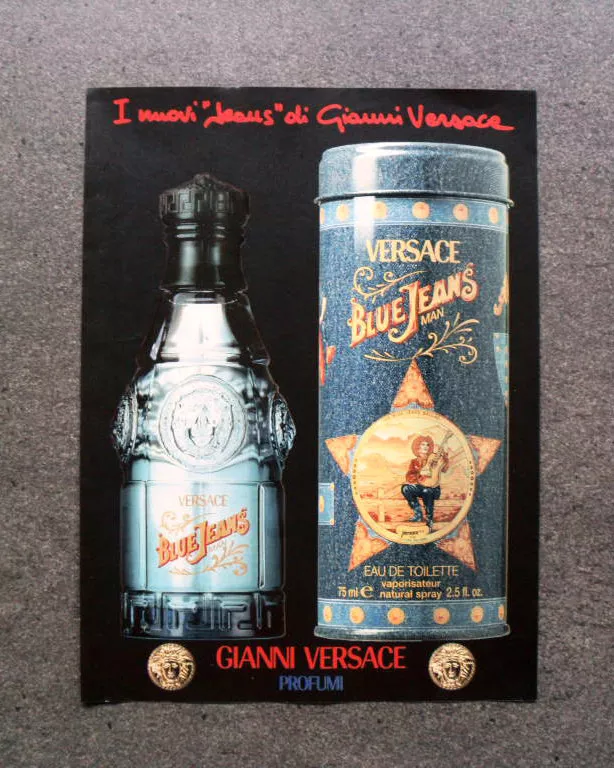 I nuovi "Jeans" di Gianni Versace
VERSACE
BLUE JEANS
MAN
EAU DE TOILETTE
vaporisateur
75 ml e natural spray 2.5 fl. oz.
VERSACE
BLUE JEANS
MAN
GIANNI VERSACE
PROFUMI